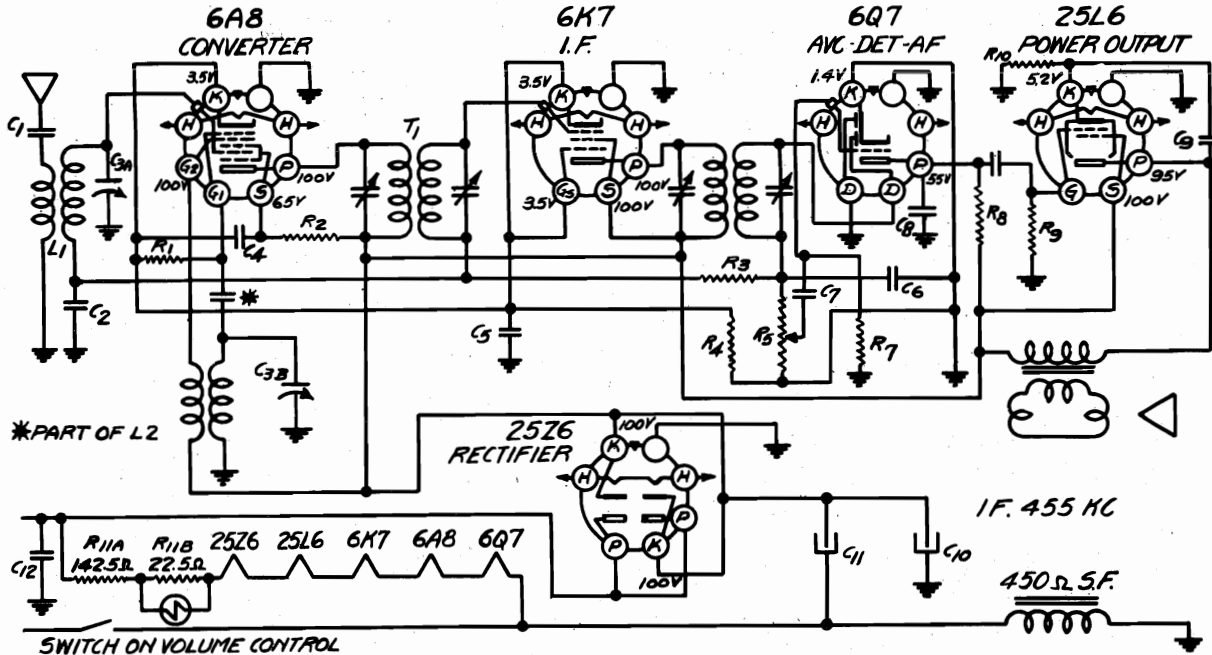 6A8
CONVERTER
6K7
I.F.
6Q7
AVC-DET-AF
25L6
POWER OUTPUT
C1
L1
C3A
C2
3.5V
K
H
H
G2
100V
G1
S
65V
P
100V
R1
C4
R2
*
C3B
T1
3.5V
K
H
H
GS
3.5V
S
100V
P
100V
C5
R3
R4
R5
C7
C6
R7
1.4V
K
H
H
D
D
P
55V
C8
R8
R9
R10
5.2V
K
H
H
G
S
100V
P
95V
C9
*PART OF L2
25Z6
RECTIFIER
100V
K
H
H
P
K
P
100V
C11
C10
I.F. 455 KC
450Ω S.F.
C12
R11A
142.5Ω
R11B
22.5Ω
25Z6
25L6
6K7
6A8
6Q7
SWITCH ON VOLUME CONTROL